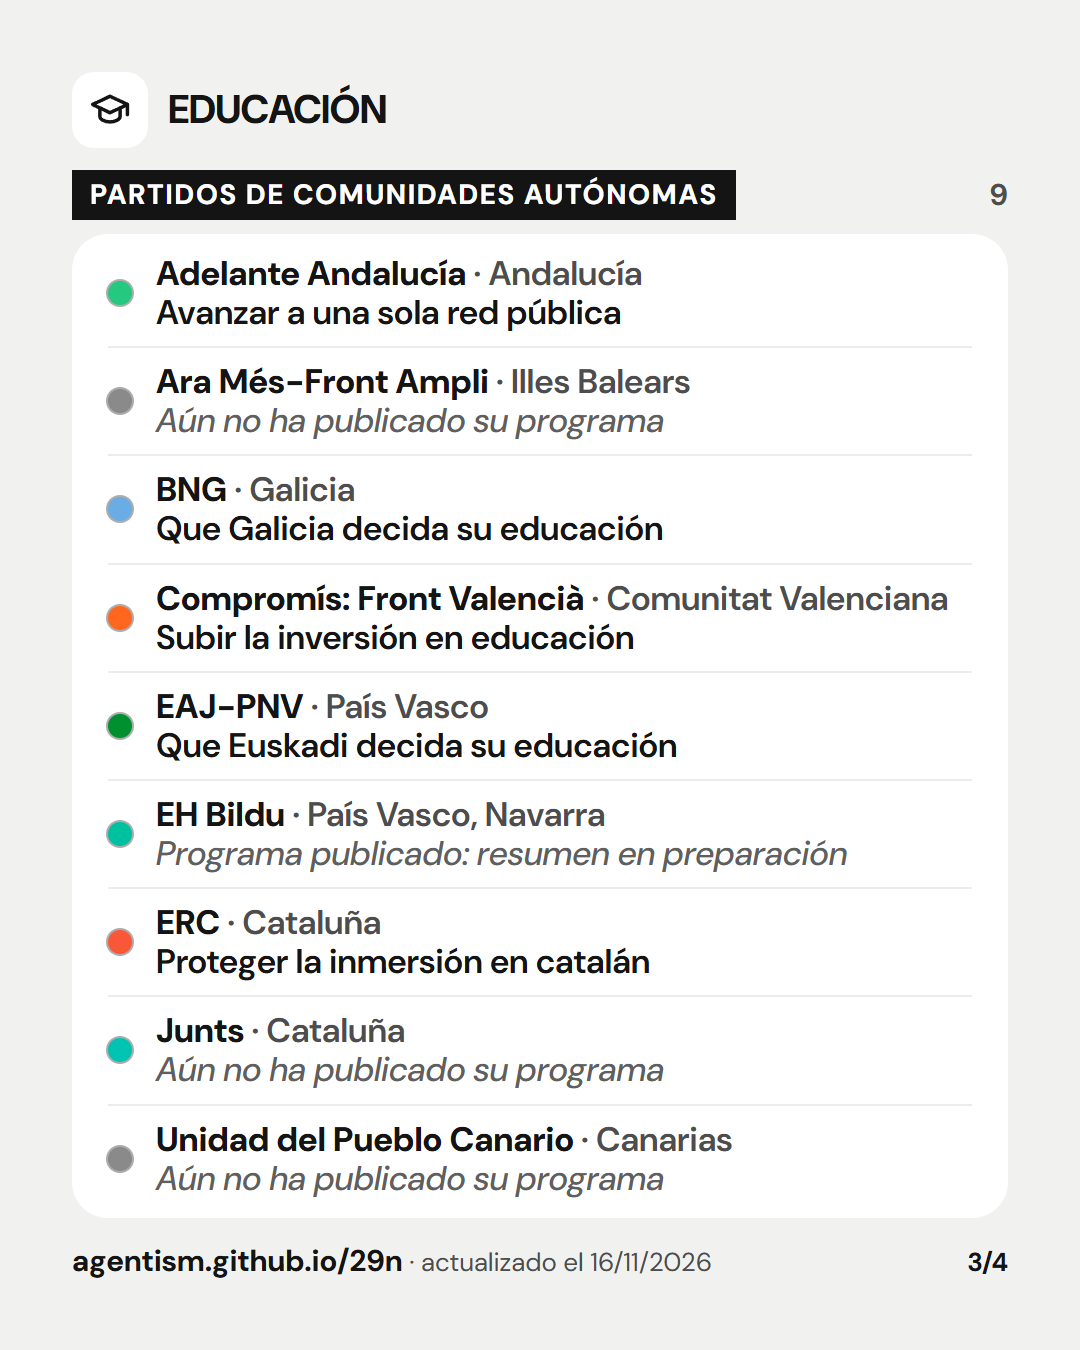 EDUCACIÓN
PARTIDOS DE COMUNIDADES AUTÓNOMAS 9
Adelante Andalucía · Andalucía
Avanzar a una sola red pública
Ara Més–Front Ampli · Illes Balears
Aún no ha publicado su programa
BNG · Galicia
Que Galicia decida su educación
Compromís: Front Valencià · Comunitat Valenciana
Subir la inversión en educación
EAJ–PNV · País Vasco
Que Euskadi decida su educación
EH Bildu · País Vasco, Navarra
Programa publicado: resumen en preparación
ERC · Cataluña
Proteger la inmersión en catalán
Junts · Cataluña
Aún no ha publicado su programa
Unidad del Pueblo Canario · Canarias
Aún no ha publicado su programa
agentism.github.io/29n · actualizado el 16/11/2026 3/4